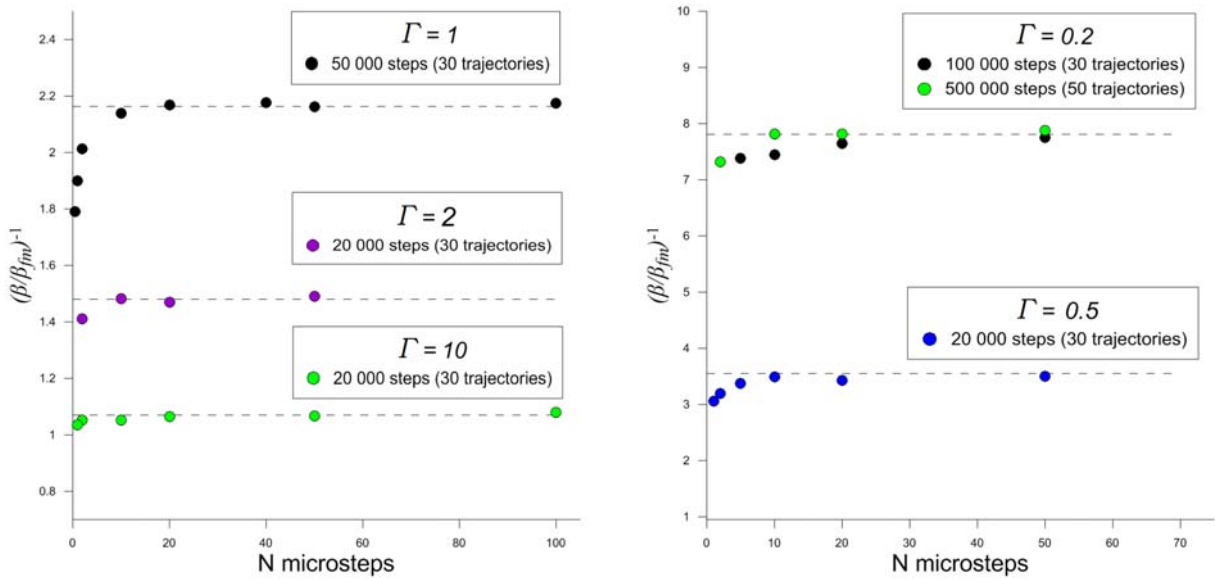 2.4
2.2
2
1.8
1.6
1.4
1.2
1
0.8
(β/β_fm)^-1
0
20
40
60
80
100
N microsteps
Γ = 1
50 000 steps (30 trajectories)
Γ = 2
20 000 steps (30 trajectories)
Γ = 10
20 000 steps (30 trajectories)
10
9
8
7
6
5
4
3
2
1
(β/β_fm)^-1
0
10
20
30
40
50
60
70
N microsteps
Γ = 0.2
100 000 steps (30 trajectories)
500 000 steps (50 trajectories)
Γ = 0.5
20 000 steps (30 trajectories)